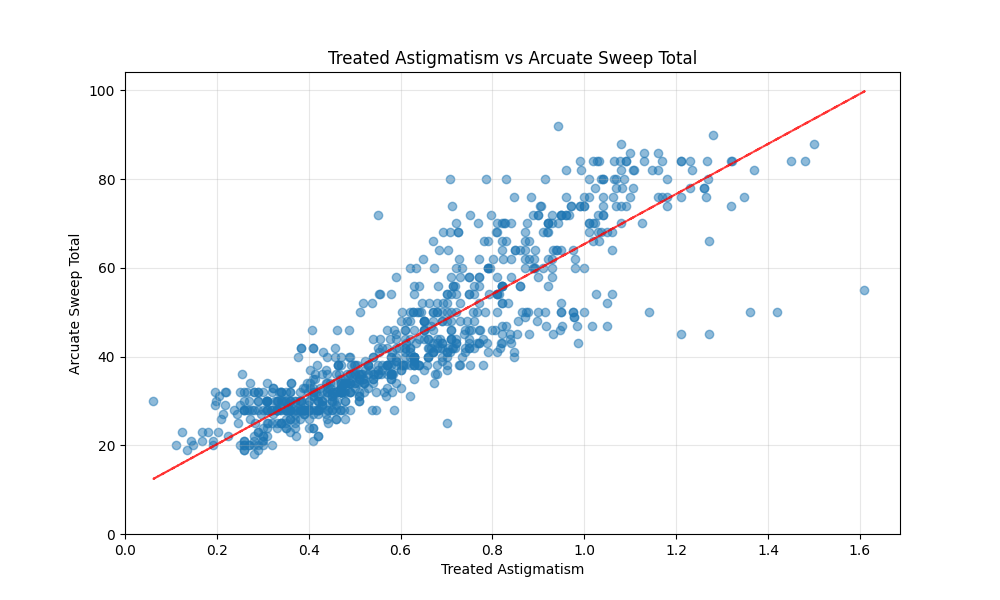 Treated Astigmatism vs Arcuate Sweep Total
Arcuate Sweep Total
100
80
60
40
20
0
0.0 0.2 0.4 0.6 0.8 1.0 1.2 1.4 1.6
Treated Astigmatism